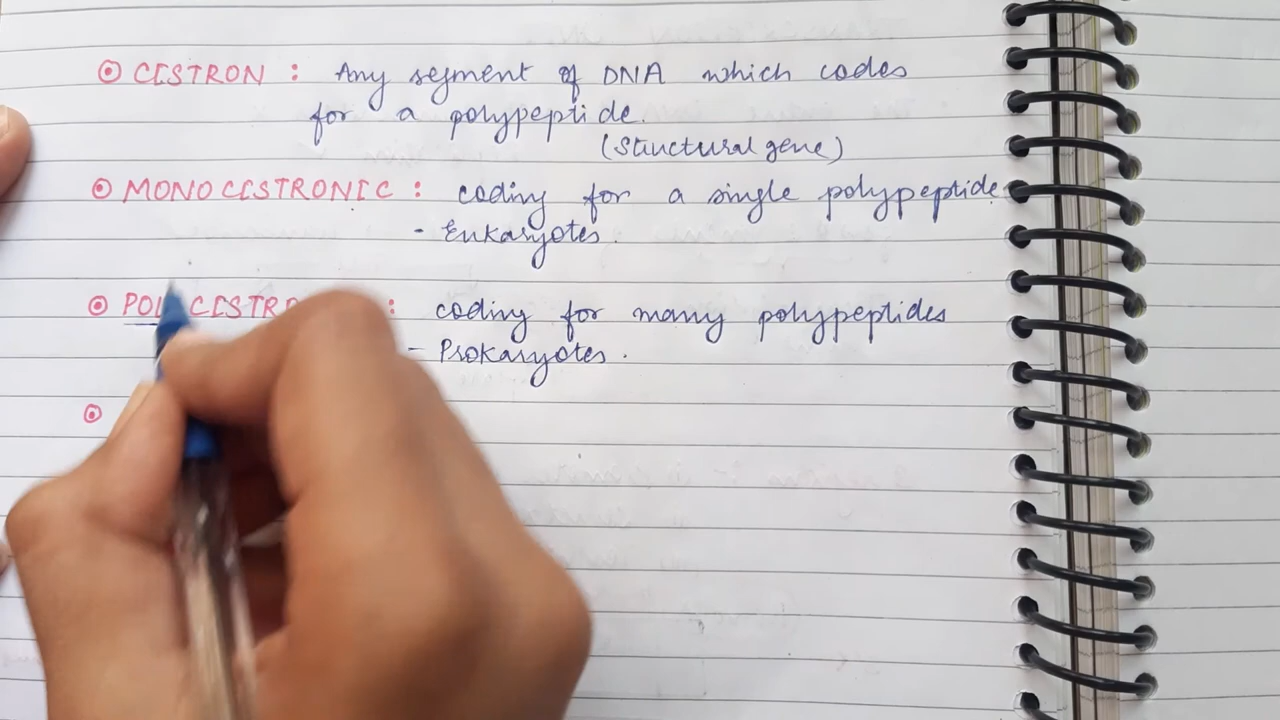 CISTRON : Any segment of DNA which codes
for a polypeptide.
(Structural gene)
MONOCISTRONIC : coding for a single polypeptide
- Eukaryotes.
: coding for many polypeptides
- Prokaryotes.